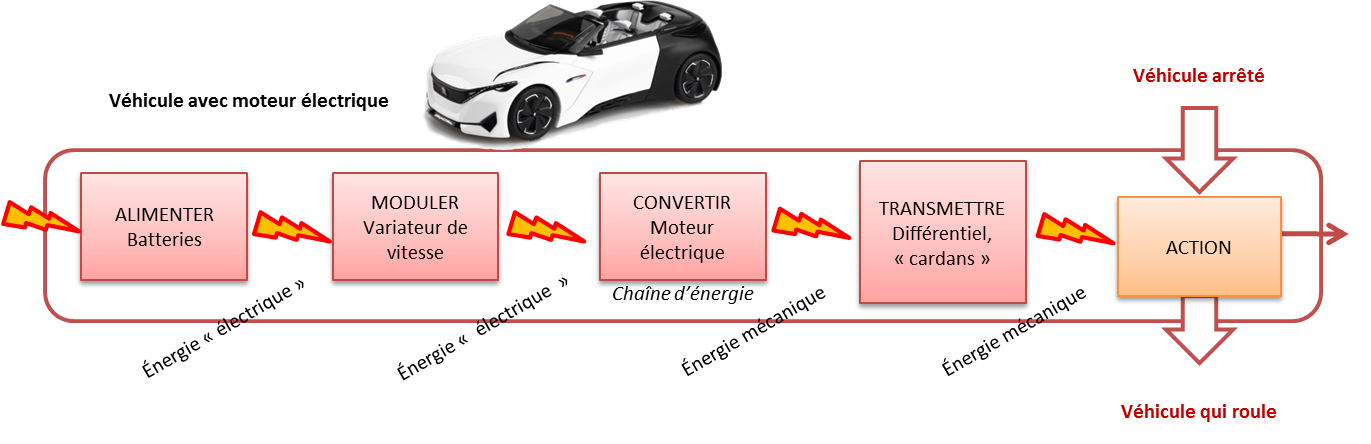 Véhicule avec moteur électrique
Véhicule arrêté
ALIMENTER
Batteries
MODULER
Variateur de
vitesse
CONVERTIR
Moteur
électrique
TRANSMETTRE
Différentiel,
« cardans »
ACTION
Chaîne d’énergie
Énergie « électrique »
Énergie «  électrique  »
Énergie mécanique
Énergie mécanique
Véhicule qui roule